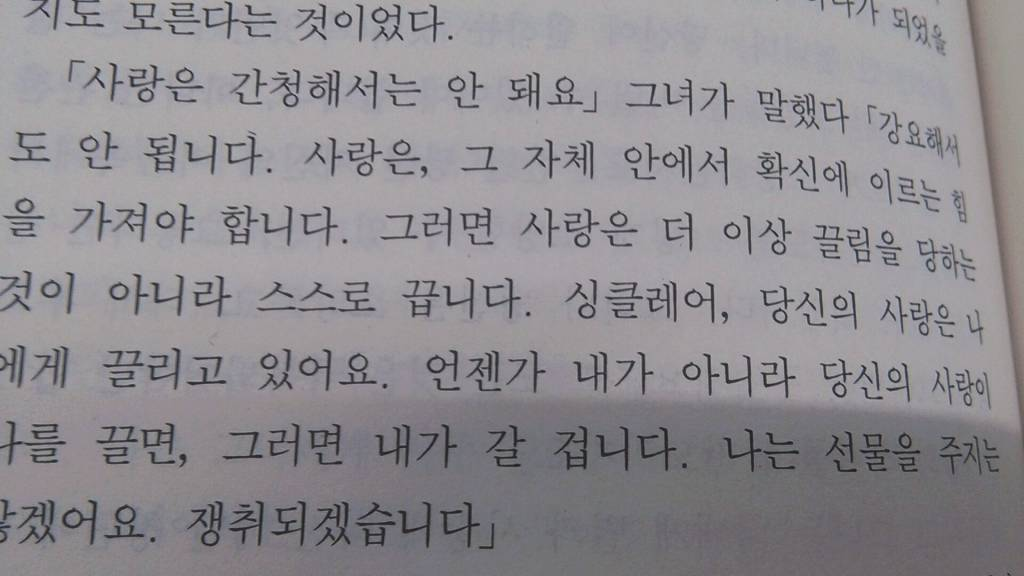 되었을
지도 모른다는 것이었다.
「사랑은 간청해서는 안 돼요」 그녀가 말했다 「강요해서
도 안 됩니다. 사랑은, 그 자체 안에서 확신에 이르는 힘
을 가져야 합니다. 그러면 사랑은 더 이상 끌림을 당하는
것이 아니라 스스로 끕니다. 싱클레어, 당신의 사랑은 나
에게 끌리고 있어요. 언젠가 내가 아니라 당신의 사랑이
나를 끌면, 그러면 내가 갈 겁니다. 나는 선물을 주지는
않겠어요. 쟁취되겠습니다」